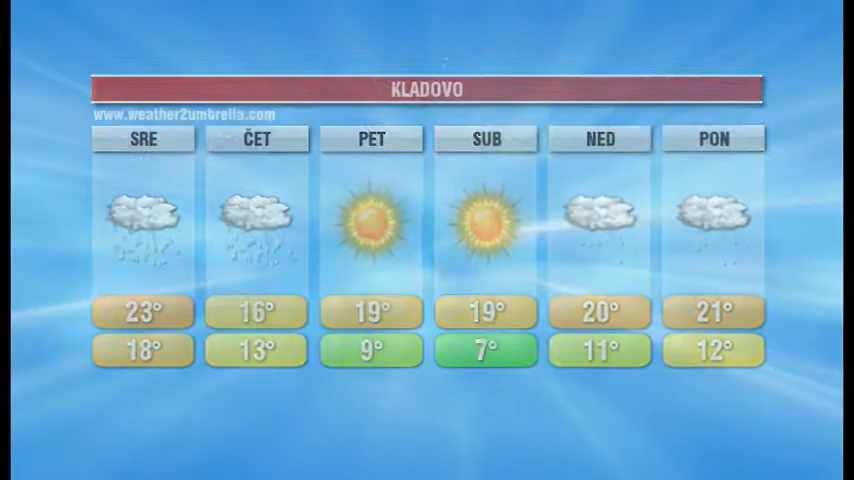 KLADOVO
www.weather2umbrella.com
SRE ČET PET SUB NED PON
23° 16° 19° 19° 20° 21°
18° 13° 9° 7° 11° 12°